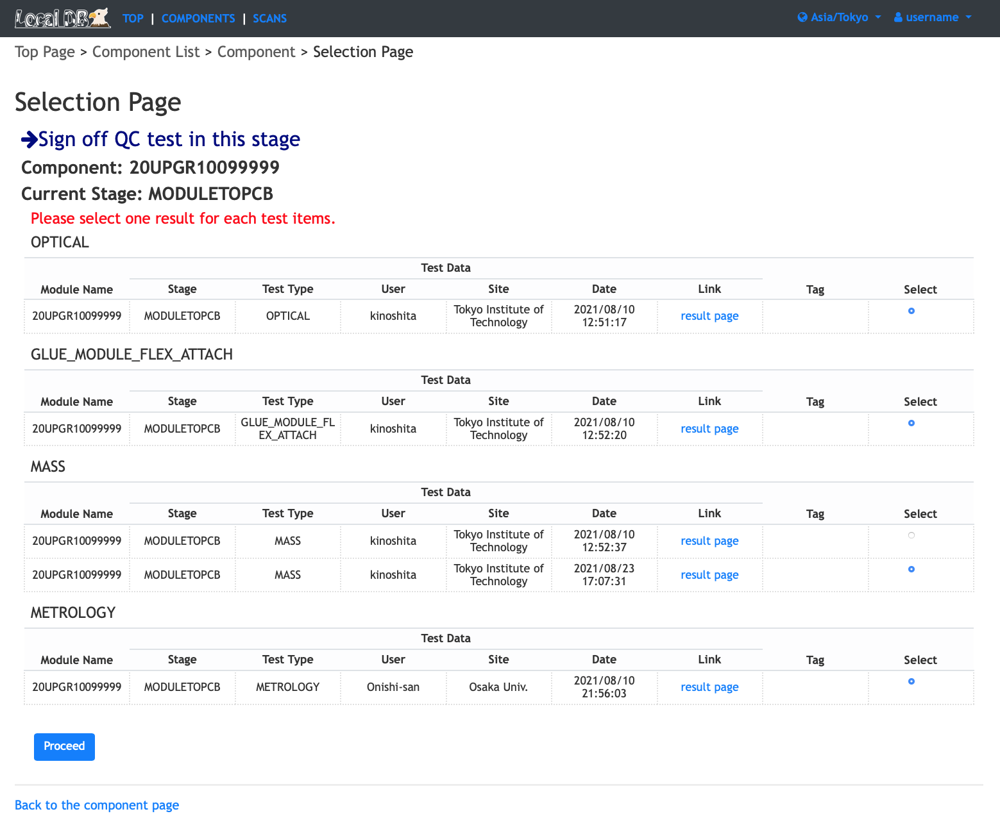 LocalDB TOP | COMPONENTS | SCANS Asia/Tokyo username
Top Page > Component List > Component > Selection Page
Selection Page
Sign off QC test in this stage
Component: 20UPGR10099999
Current Stage: MODULETOPCB
Please select one result for each test items.
OPTICAL
Test Data
Module Name Stage Test Type User Site Date Link Tag Select
20UPGR10099999 MODULETOPCB OPTICAL kinoshita Tokyo Institute of Technology 2021/08/10 12:51:17 result page
GLUE_MODULE_FLEX_ATTACH
Test Data
Module Name Stage Test Type User Site Date Link Tag Select
20UPGR10099999 MODULETOPCB GLUE_MODULE_FLEX_ATTACH kinoshita Tokyo Institute of Technology 2021/08/10 12:52:20 result page
MASS
Test Data
Module Name Stage Test Type User Site Date Link Tag Select
20UPGR10099999 MODULETOPCB MASS kinoshita Tokyo Institute of Technology 2021/08/10 12:52:37 result page
20UPGR10099999 MODULETOPCB MASS kinoshita Tokyo Institute of Technology 2021/08/23 17:07:31 result page
METROLOGY
Test Data
Module Name Stage Test Type User Site Date Link Tag Select
20UPGR10099999 MODULETOPCB METROLOGY Onishi-san Osaka Univ. 2021/08/10 21:56:03 result page
Proceed
Back to the component page